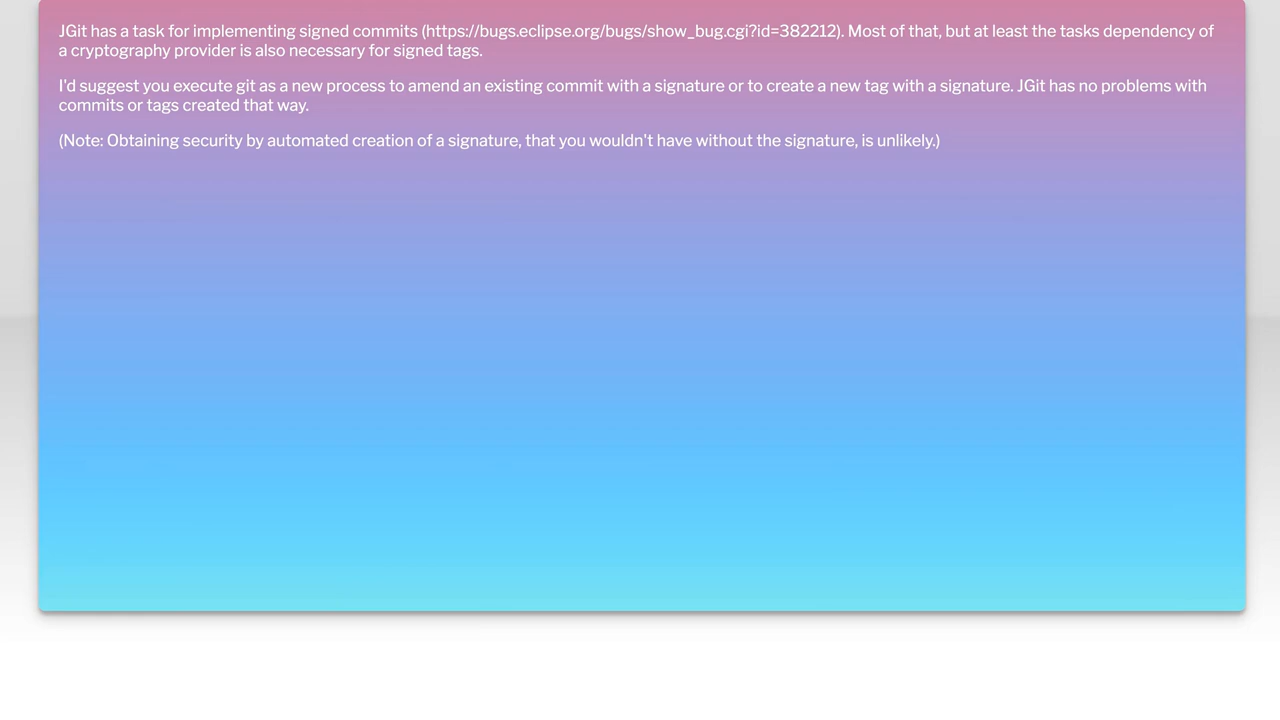 JGit has a task for implementing signed commits (https://bugs.eclipse.org/bugs/show_bug.cgi?id=382212). Most of that, but at least the tasks dependency of
a cryptography provider is also necessary for signed tags.
I'd suggest you execute git as a new process to amend an existing commit with a signature or to create a new tag with a signature. JGit has no problems with
commits or tags created that way.
(Note: Obtaining security by automated creation of a signature, that you wouldn't have without the signature, is unlikely.)